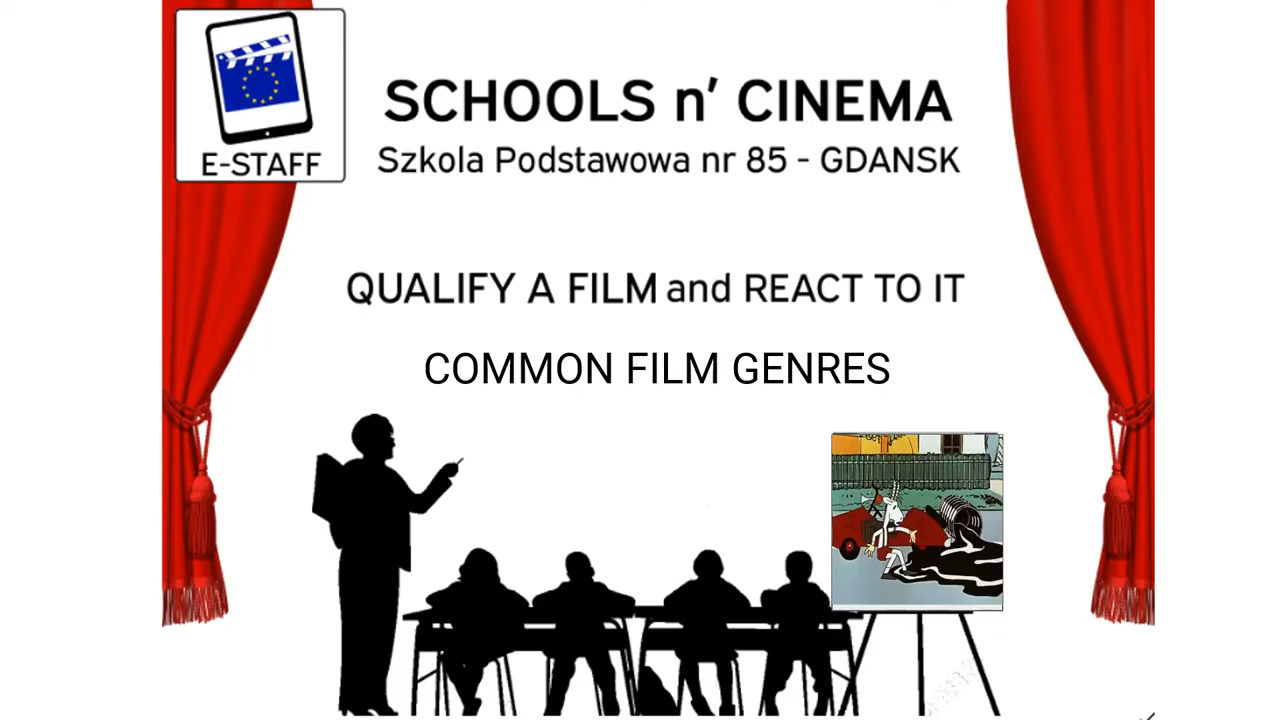 E-STAFF
SCHOOLS n' CINEMA
Szkola Podstawowa nr 85 - GDANSK
QUALIFY A FILM and REACT TO IT
COMMON FILM GENRES